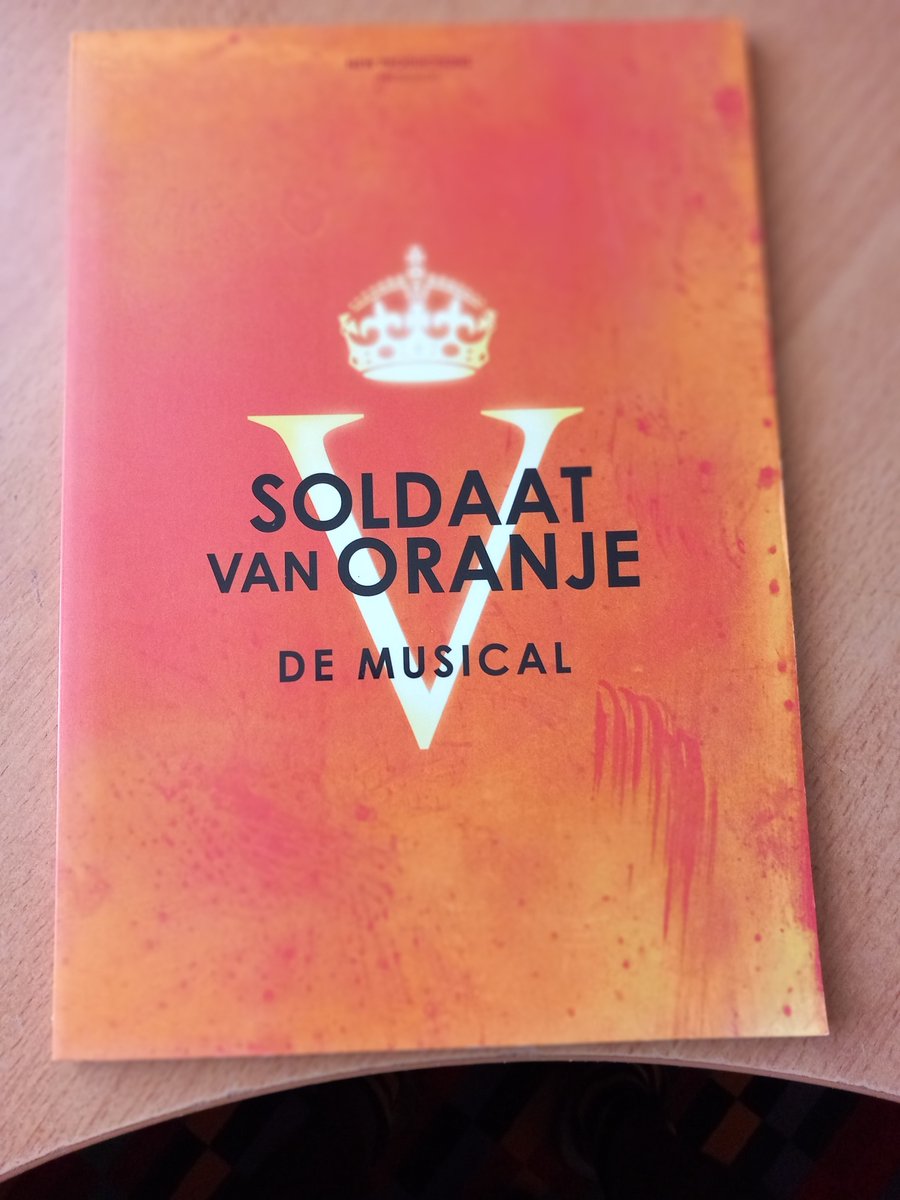 V
SOLDAAT
VAN ORANJE
DE MUSICAL